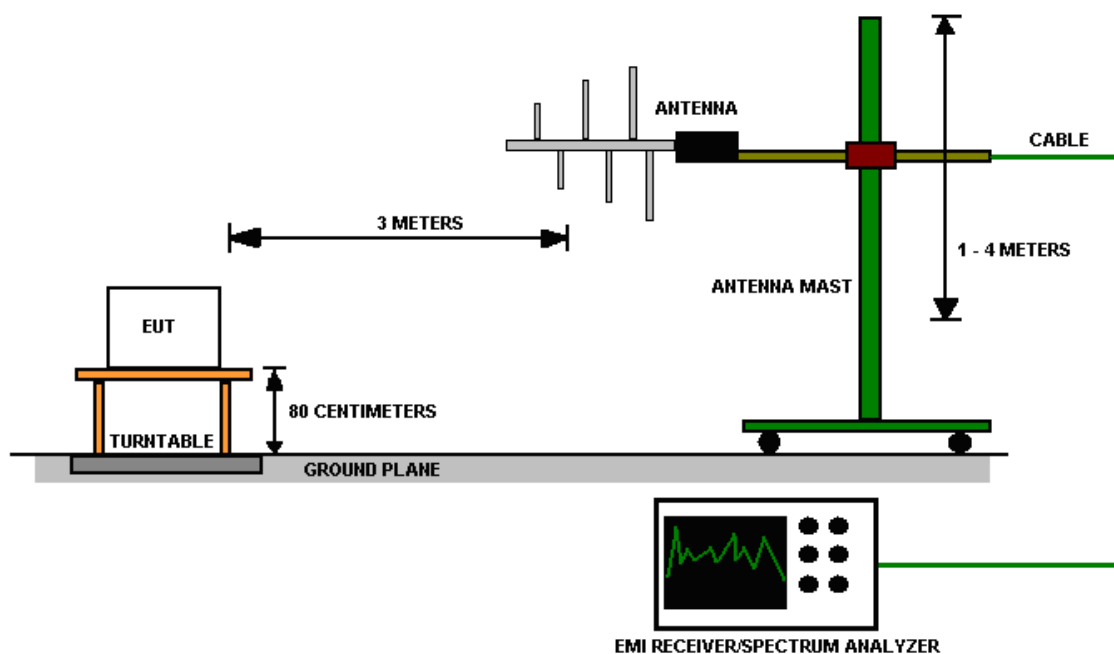 ANTENNA
CABLE
3 METERS
1 - 4 METERS
ANTENNA MAST
EUT
80 CENTIMETERS
TURNTABLE
GROUND PLANE
EMI RECEIVER/SPECTRUM ANALYZER